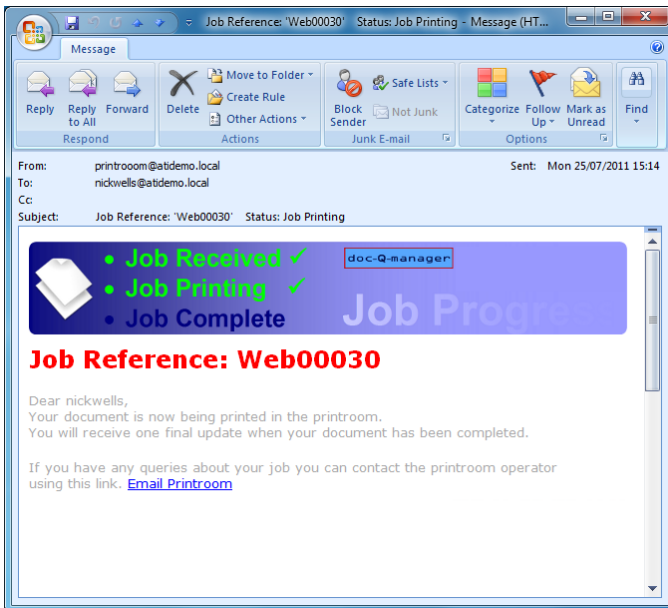 Job Reference: 'Web00030' Status: Job Printing - Message (HT...
Message
Reply
Reply to All
Forward
Respond
Delete
Move to Folder
Create Rule
Other Actions
Actions
Block Sender
Safe Lists
Not Junk
Junk E-mail
Categorize
Follow Up
Mark as Unread
Options
Find
From: printrooom@atidemo.local
Sent: Mon 25/07/2011 15:14
To: nickwells@atidemo.local
Cc:
Subject: Job Reference: 'Web00030' Status: Job Printing
• Job Received ✓
• Job Printing ✓
• Job Complete
doc-Q-manager
Job Progress
Job Reference: Web00030
Dear nickwells,
Your document is now being printed in the printroom.
You will receive one final update when your document has been completed.
If you have any queries about your job you can contact the printroom operator
using this link. Email Printroom